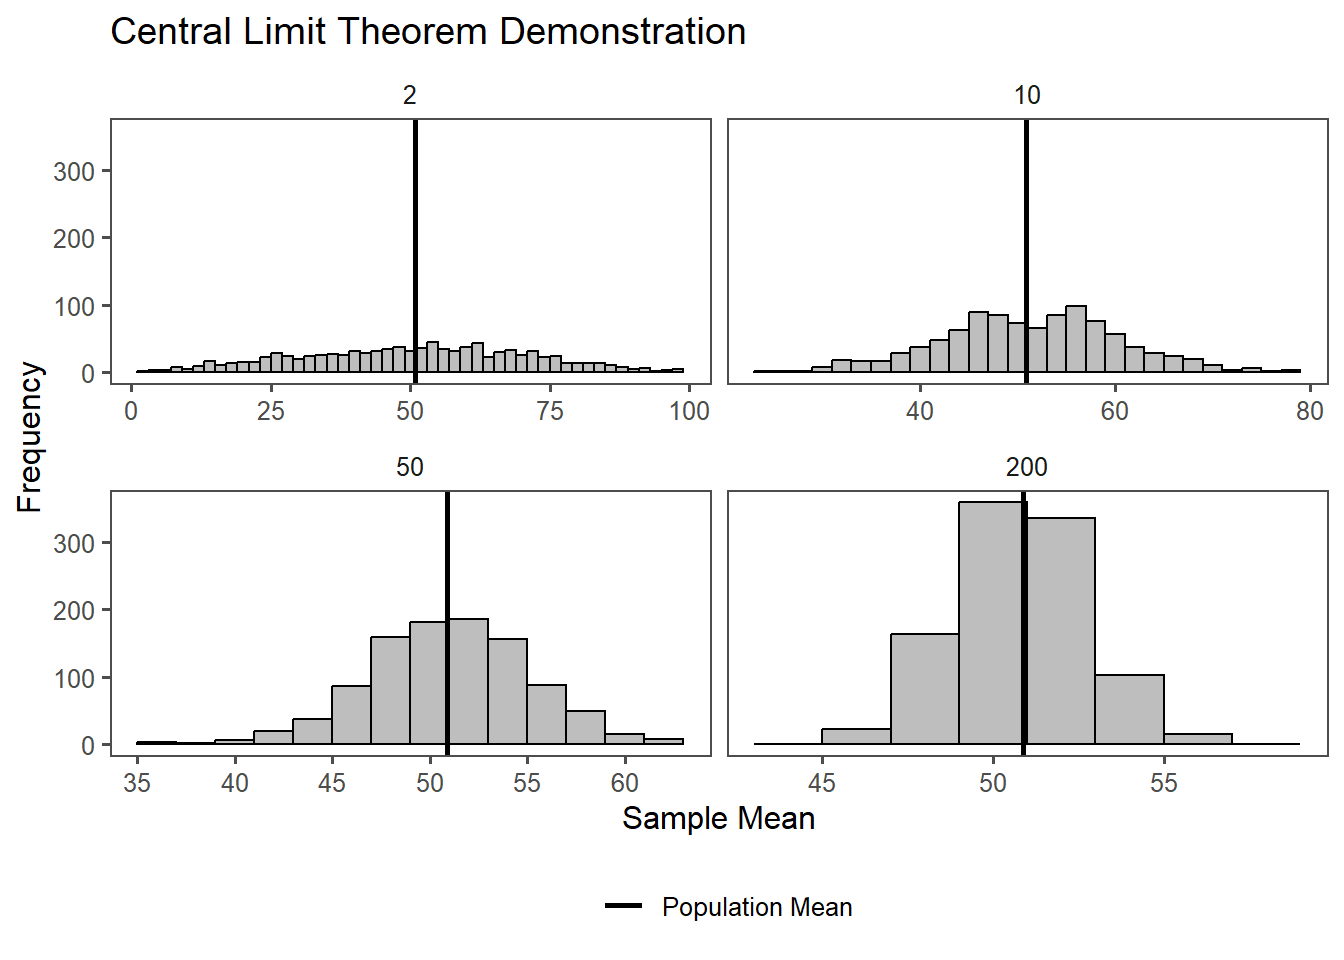 Central Limit Theorem Demonstration
2
10
300
200
100
0
0 25 50 75 100
40 60 80
Frequency
50
200
300
200
100
0
35 40 45 50 55 60
45 50 55
Sample Mean
Population Mean